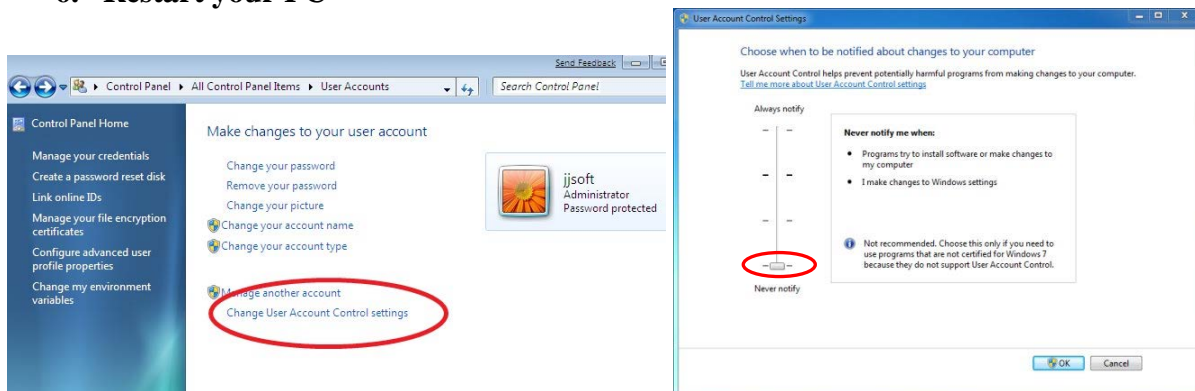 6. Restart your PC
Send Feedback
Control Panel
All Control Panel Items
User Accounts
Search Control Panel
Control Panel Home
Manage your credentials
Create a password reset disk
Link online IDs
Manage your file encryption
certificates
Configure advanced user
profile properties
Change my environment
variables
Make changes to your user account
Change your password
Remove your password
Change your picture
Change your account name
Change your account type
Manage another account
Change User Account Control settings
jjsoft
Administrator
Password protected
User Account Control Settings
Choose when to be notified about changes to your computer
User Account Control helps prevent potentially harmful programs from making changes to your computer.
Tell me more about User Account Control settings
Always notify
Never notify me when:
• Programs try to install software or make changes to
my computer
• I make changes to Windows settings
Not recommended. Choose this only if you need to
use programs that are not certified for Windows 7
because they do not support User Account Control.
Never notify
OK
Cancel